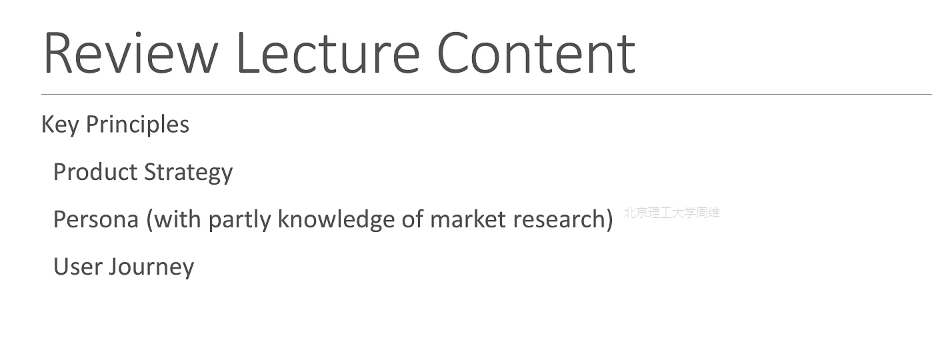 Review Lecture Content
Key Principles
Product Strategy
Persona (with partly knowledge of market research)
北京理工大学周维
User Journey